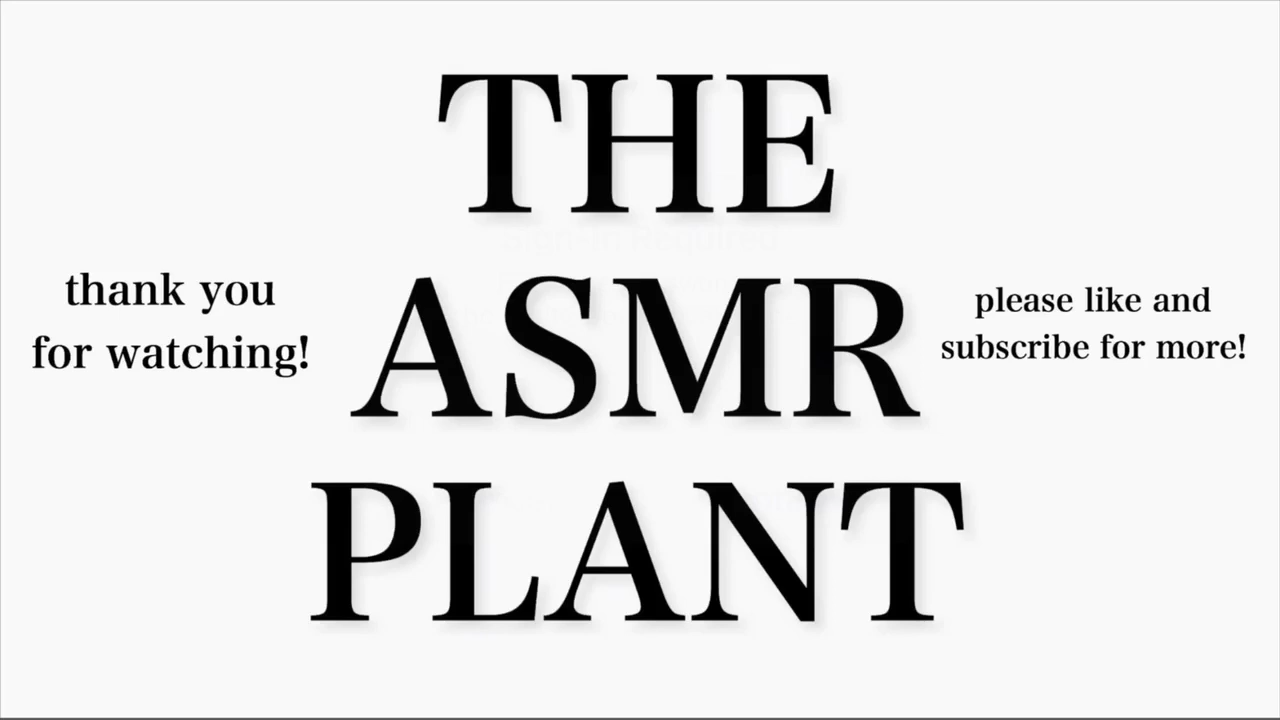 THE
ASMR
PLANT
thank you
for watching!
please like and
subscribe for more!